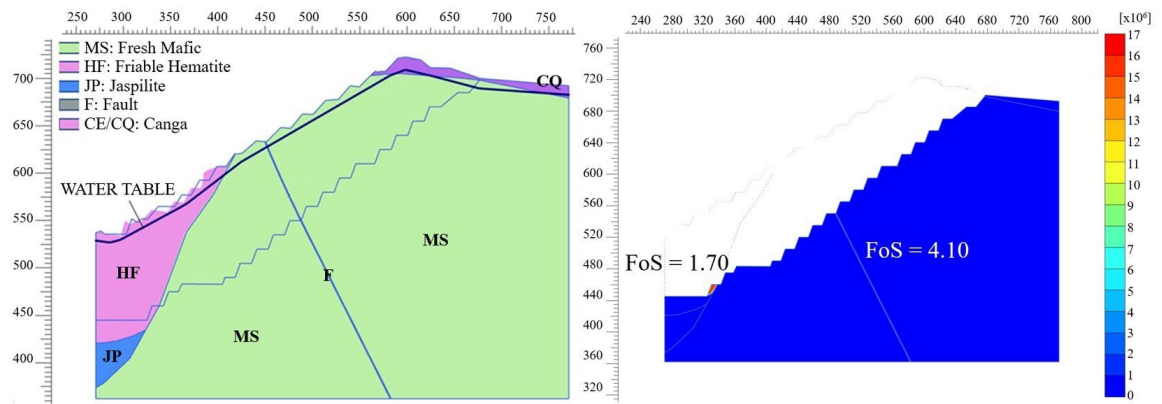 250 300 350 400 450 500 550 600 650 700 750
MS: Fresh Mafic
HF: Friable Hematite
JP: Jaspilite
F: Fault
CE/CQ: Canga
700
650
600
550
500
450
400
WATER TABLE
CQ
HF
JP
MS
F
MS
240 280 320 360 400 440 480 520 560 600 640 680 720 760 800
[x10⁶]
760
720
680
640
600
560
520
480
440
400
360
320
FoS = 1.70
FoS = 4.10
17
16
15
14
13
12
11
10
9
8
7
6
5
4
3
2
1
0